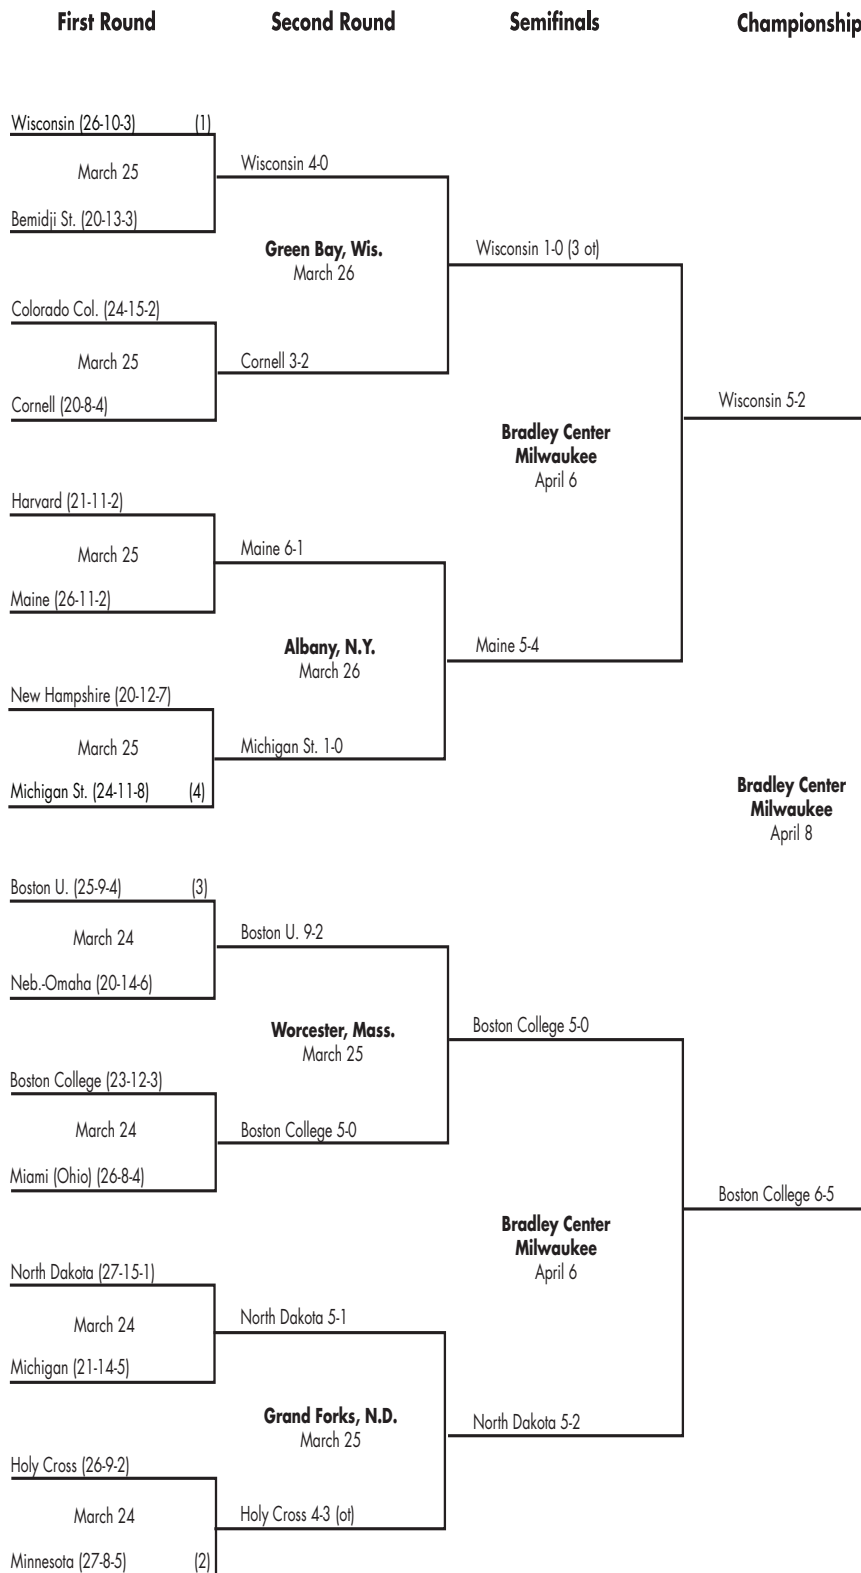 First Round
Second Round
Semifinals
Championship
Wisconsin (26-10-3) (1)
March 25
Bemidji St. (20-13-3)
Colorado Col. (24-15-2)
March 25
Cornell (20-8-4)
Harvard (21-11-2)
March 25
Maine (26-11-2)
New Hampshire (20-12-7)
March 25
Michigan St. (24-11-8) (4)
Boston U. (25-9-4) (3)
March 24
Neb.-Omaha (20-14-6)
Boston College (23-12-3)
March 24
Miami (Ohio) (26-8-4)
North Dakota (27-15-1)
March 24
Michigan (21-14-5)
Holy Cross (26-9-2)
March 24
Minnesota (27-8-5) (2)
Wisconsin 4-0
Green Bay, Wis.
March 26
Cornell 3-2
Maine 6-1
Albany, N.Y.
March 26
Michigan St. 1-0
Boston U. 9-2
Worcester, Mass.
March 25
Boston College 5-0
North Dakota 5-1
Grand Forks, N.D.
March 25
Holy Cross 4-3 (ot)
Wisconsin 1-0 (3 ot)
Bradley Center
Milwaukee
April 6
Maine 5-4
Boston College 5-0
Bradley Center
Milwaukee
April 6
North Dakota 5-2
Wisconsin 5-2
Bradley Center
Milwaukee
April 8
Boston College 6-5